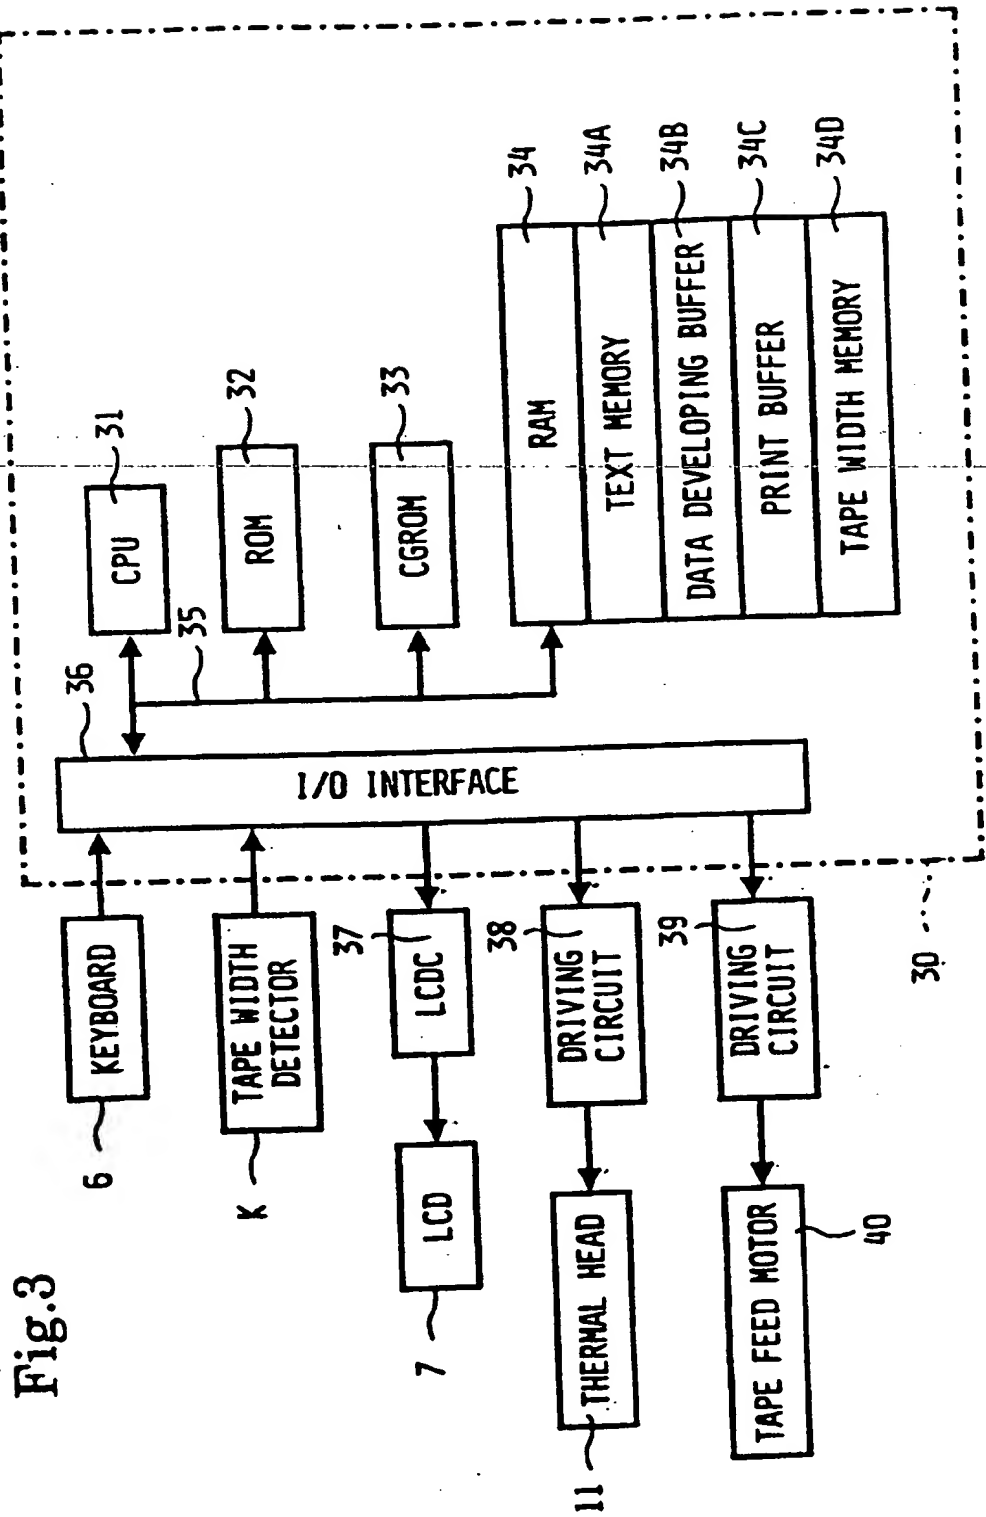 Fig.3
6
KEYBOARD
K
TAPE WIDTH
DETECTOR
7
LCD
LCDC
37
11
THERMAL HEAD
DRIVING
CIRCUIT
38
TAPE FEED MOTOR
40
DRIVING
CIRCUIT
39
30
I/O INTERFACE
36
35
CPU
31
ROM
32
CGROM
33
RAM
34
TEXT MEMORY
34A
DATA DEVELOPING BUFFER
34B
PRINT BUFFER
34C
TAPE WIDTH MEMORY
34D